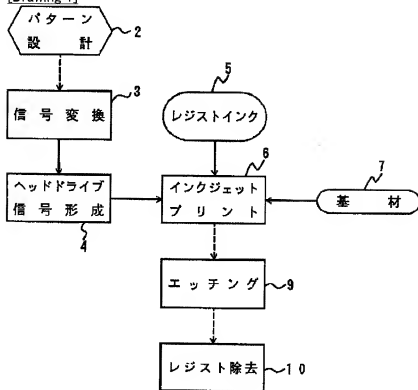 [Drawing 1]
パターン
設計
2
3
信号変換
5
レジストインク
6
ヘッドドライブ
信号形成
4
インクジェット
プリント
7
基材
エッチング
9
レジスト除去
10